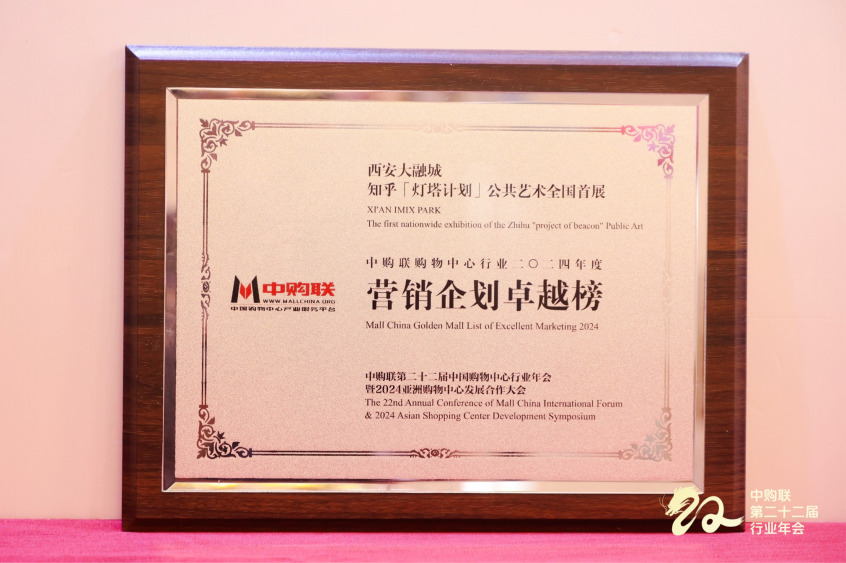 西安大融城
知乎「灯塔计划」公共艺术全国首展
XI'AN IMIX PARK
The first nationwide exhibition of the Zhihu "project of beacon" Public Art
中购联购物中心行业二〇二四年度
营销企划卓越榜
Mall China Golden Mall List of Excellent Marketing 2024
中购联
WWW.MALLCHINA.ORG
中国购物中心产业服务平台
中购联第二十二届中国购物中心行业年会
暨2024亚洲购物中心发展合作大会
The 22nd Annual Conference of Mall China International Forum
& 2024 Asian Shopping Center Development Symposium
中购联
第二十二届
行业年会